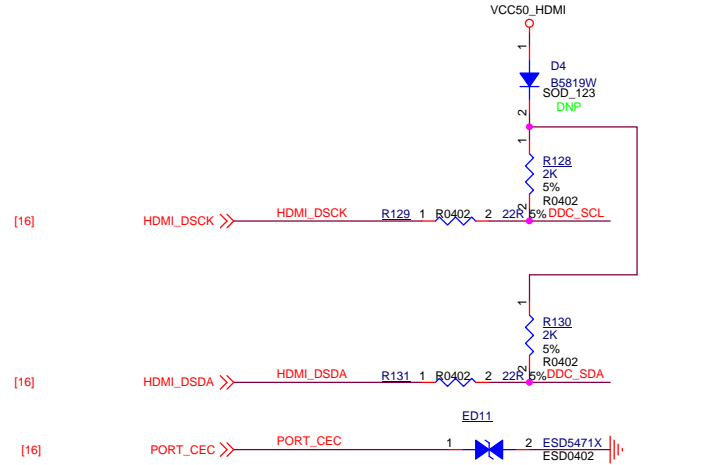 VCC50_HDMI
1
D4
B5819W
SOD_123
DNP
2
1
R128
2K
5%
R0402
2
[16] HDMI_DSCK HDMI_DSCK R129 1 R0402 2 22R 5% DDC_SCL
1
R130
2K
5%
R0402
2
[16] HDMI_DSDA HDMI_DSDA R131 1 R0402 2 22R 5% DDC_SDA
ED11
[16] PORT_CEC PORT_CEC 1 2 ESD5471X
ESD0402